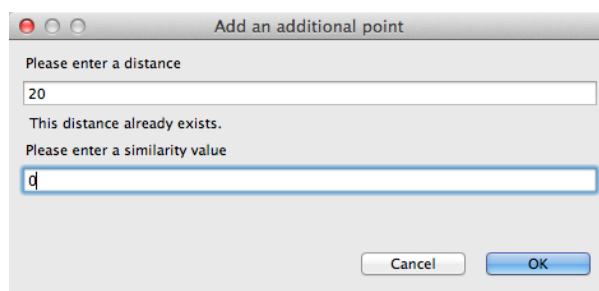 Add an additional point
Please enter a distance
20
This distance already exists.
Please enter a similarity value
0
Cancel OK